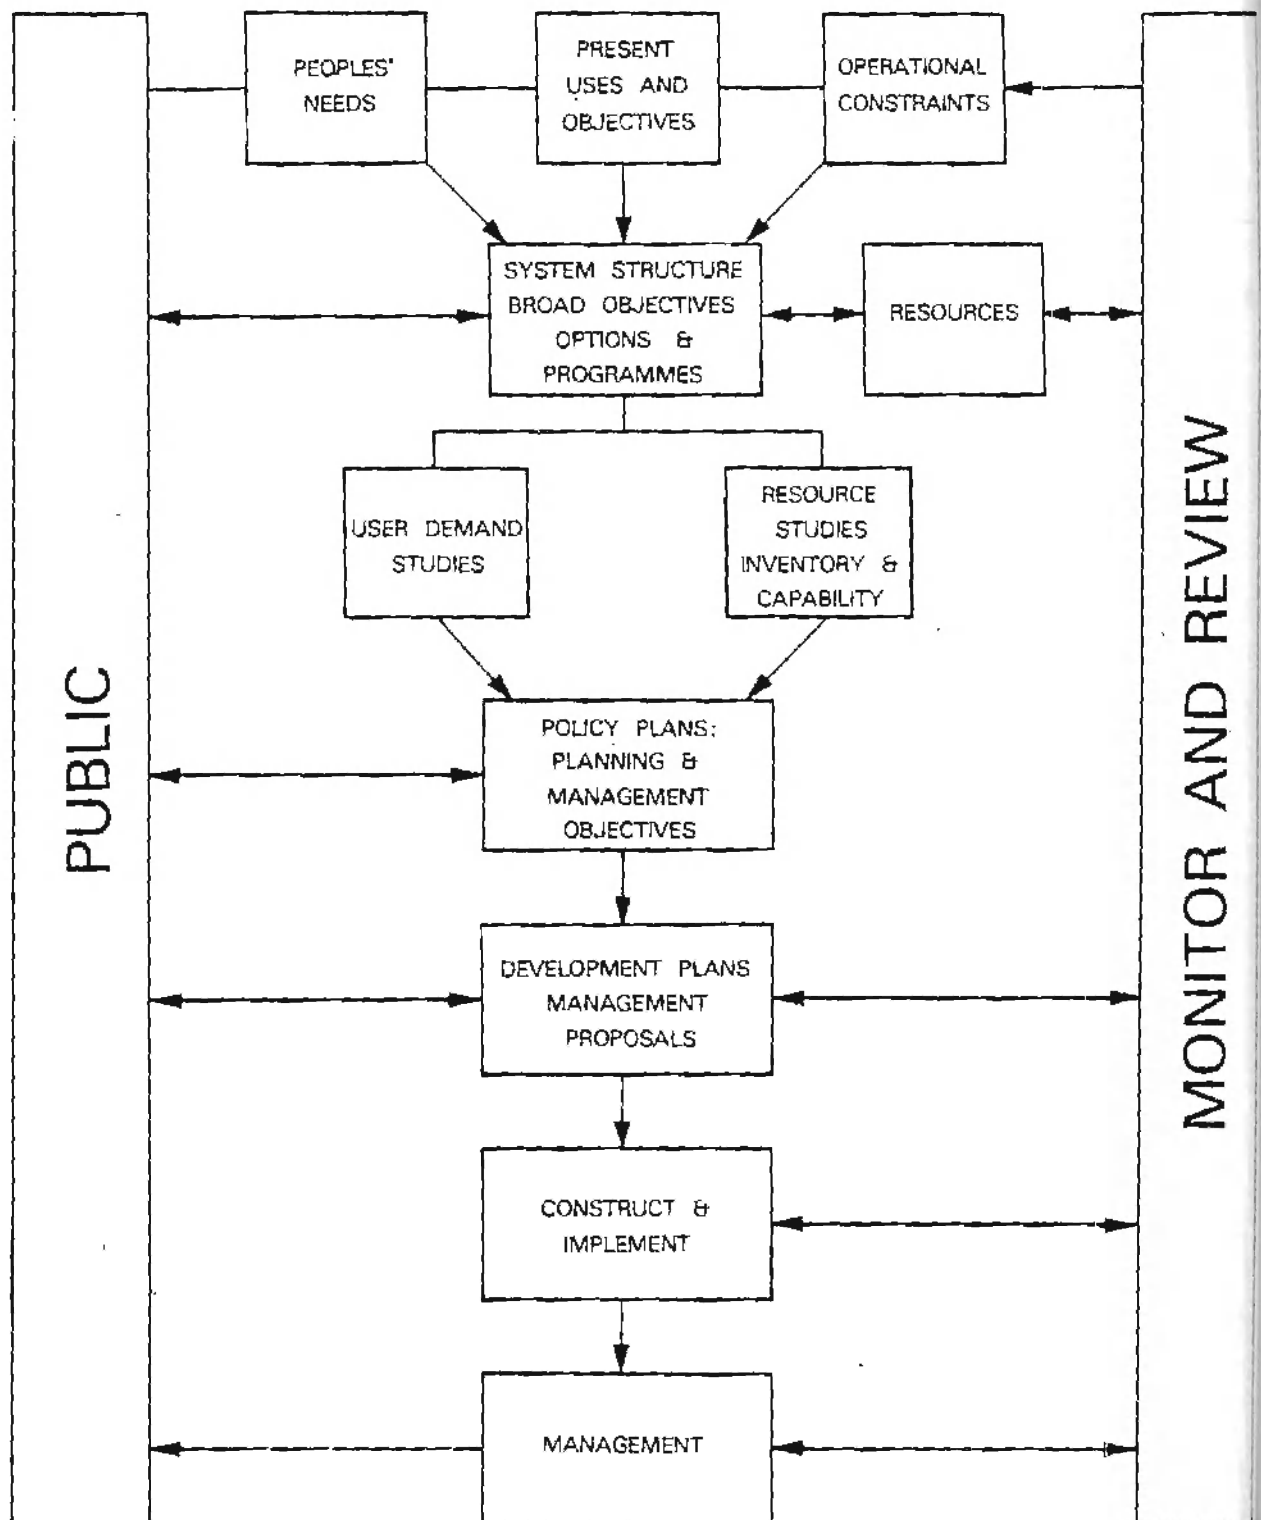 PEOPLES'
NEEDS
PRESENT
USES AND
OBJECTIVES
OPERATIONAL
CONSTRAINTS
SYSTEM STRUCTURE
BROAD OBJECTIVES
OPTIONS &
PROGRAMMES
RESOURCES
USER DEMAND
STUDIES
RESOURCE
STUDIES
INVENTORY &
CAPABILITY
POLICY PLANS:
PLANNING &
MANAGEMENT
OBJECTIVES
DEVELOPMENT PLANS
MANAGEMENT
PROPOSALS
CONSTRUCT &
IMPLEMENT
MANAGEMENT
PUBLIC
MONITOR AND REVIEW